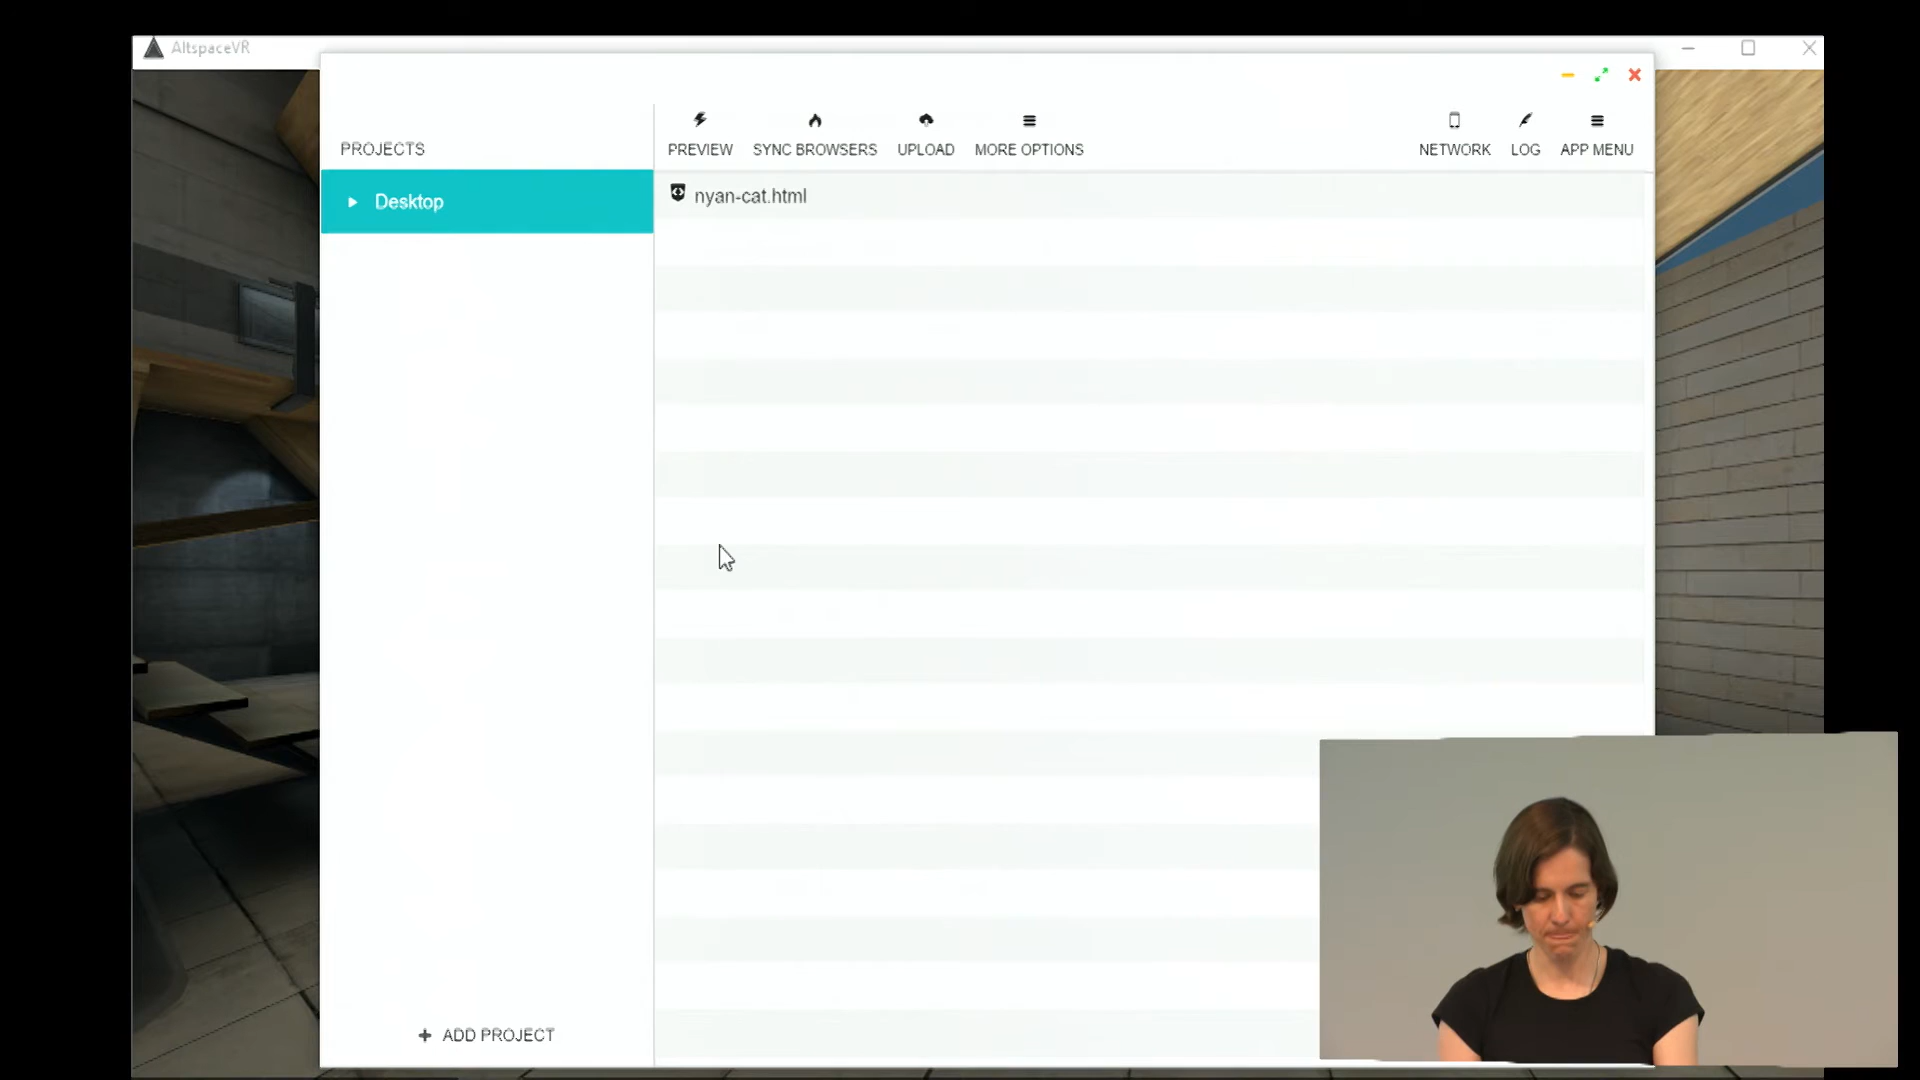 AltspaceVR
PROJECTS
PREVIEW
SYNC BROWSERS
UPLOAD
MORE OPTIONS
NETWORK
LOG
APP MENU
Desktop
nyan-cat.html
+ ADD PROJECT